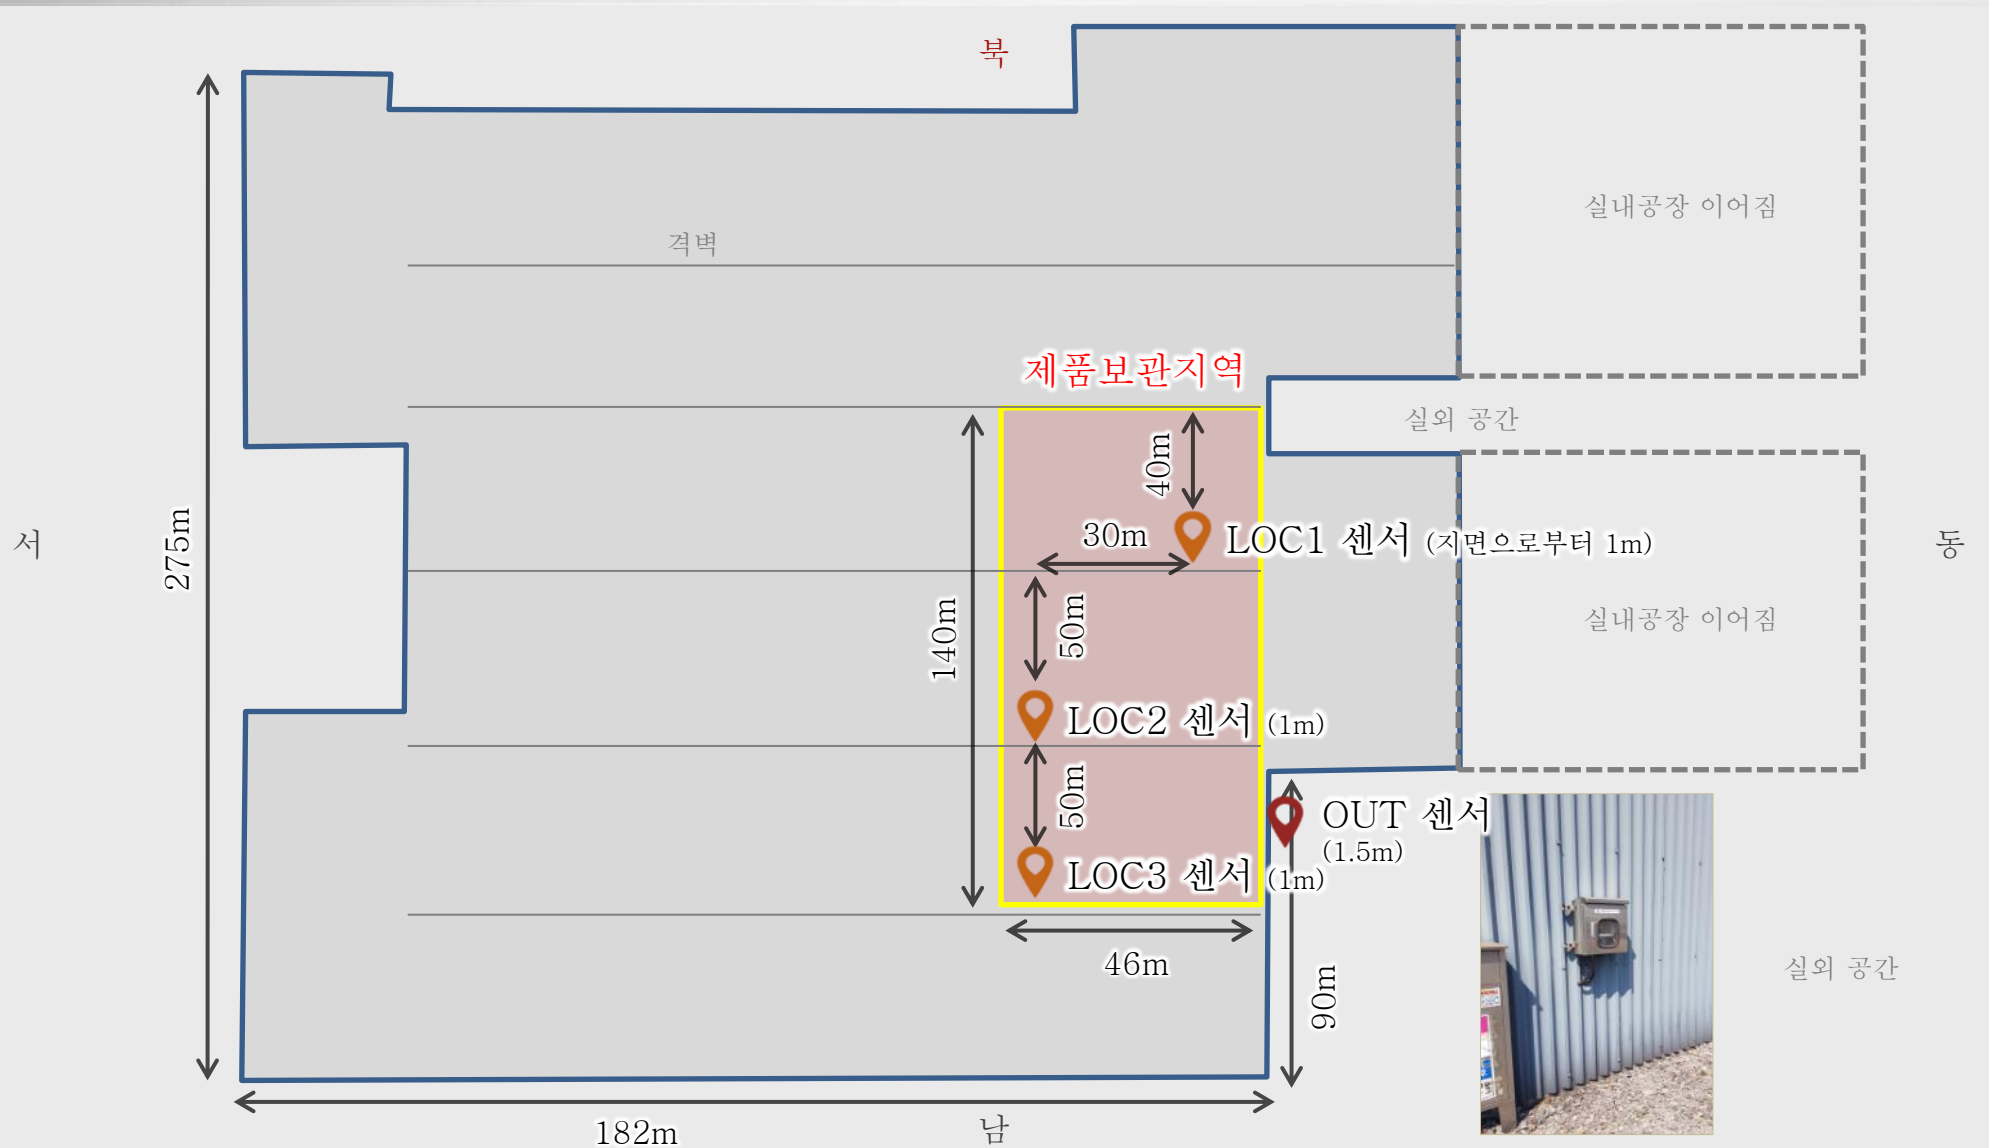 북
실내공장 이어짐
격벽
제품보관지역
실외 공간
40m
30m
LOC1 센서 (지면으로부터 1m)
서
동
275m
140m
50m
실내공장 이어짐
LOC2 센서 (1m)
50m
OUT 센서
(1.5m)
LOC3 센서 (1m)
46m
90m
실외 공간
182m
남